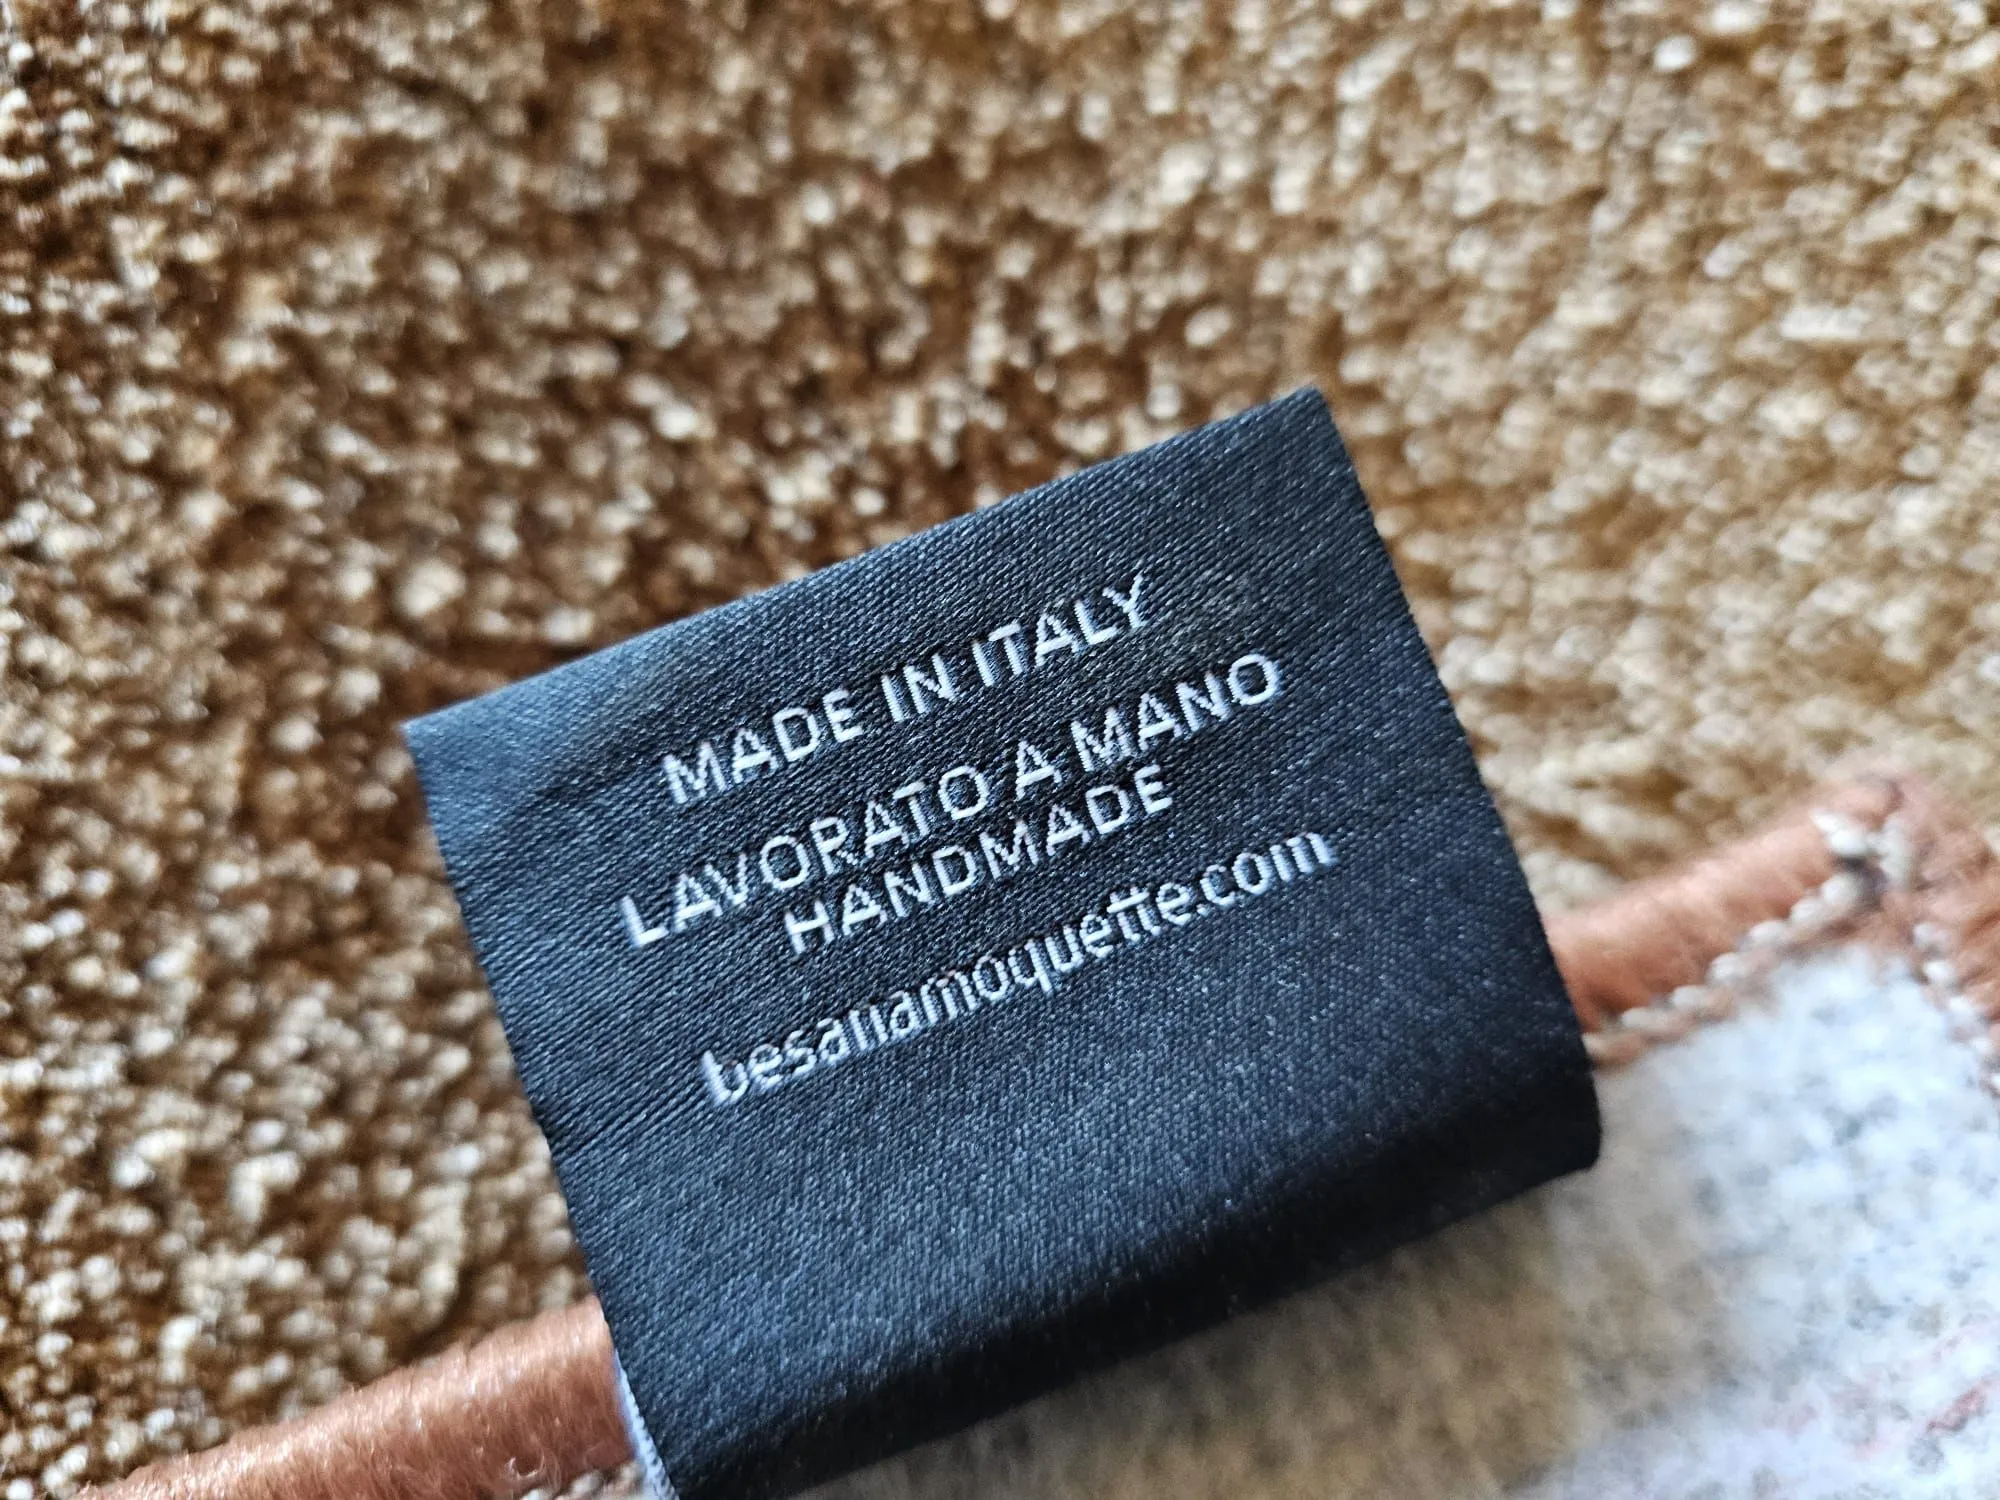 MADE IN ITALY
LAVORATO A MANO
HANDMADE
besanamoquette.com